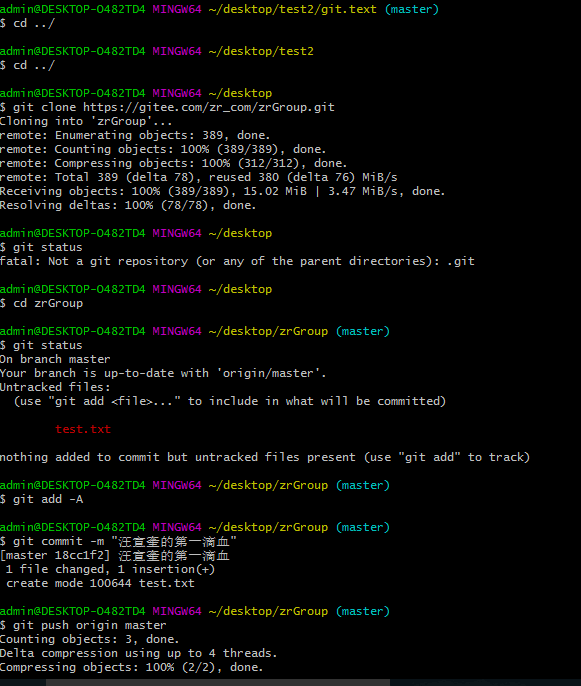 admin@DESKTOP-O482TD4 MINGW64 ~/desktop/test2/git.text (master)
$ cd ../
admin@DESKTOP-O482TD4 MINGW64 ~/desktop/test2
$ cd ../
admin@DESKTOP-O482TD4 MINGW64 ~/desktop
$ git clone https://gitee.com/zr_com/zrGroup.git
Cloning into 'zrGroup'...
remote: Enumerating objects: 389, done.
remote: Counting objects: 100% (389/389), done.
remote: Compressing objects: 100% (312/312), done.
remote: Total 389 (delta 78), reused 380 (delta 76) MiB/s
Receiving objects: 100% (389/389), 15.02 MiB | 3.47 MiB/s, done.
Resolving deltas: 100% (78/78), done.
admin@DESKTOP-O482TD4 MINGW64 ~/desktop
$ git status
fatal: Not a git repository (or any of the parent directories): .git
admin@DESKTOP-O482TD4 MINGW64 ~/desktop
$ cd zrGroup
admin@DESKTOP-O482TD4 MINGW64 ~/desktop/zrGroup (master)
$ git status
On branch master
Your branch is up-to-date with 'origin/master'.
Untracked files:
(use "git add <file>..." to include in what will be committed)
test.txt
nothing added to commit but untracked files present (use "git add" to track)
admin@DESKTOP-O482TD4 MINGW64 ~/desktop/zrGroup (master)
$ git add -A
admin@DESKTOP-O482TD4 MINGW64 ~/desktop/zrGroup (master)
$ git commit -m "汪宣奎的第一滴血"
[master 18cc1f2] 汪宣奎的第一滴血
1 file changed, 1 insertion(+)
create mode 100644 test.txt
admin@DESKTOP-O482TD4 MINGW64 ~/desktop/zrGroup (master)
$ git push origin master
Counting objects: 3, done.
Delta compression using up to 4 threads.
Compressing objects: 100% (2/2), done.